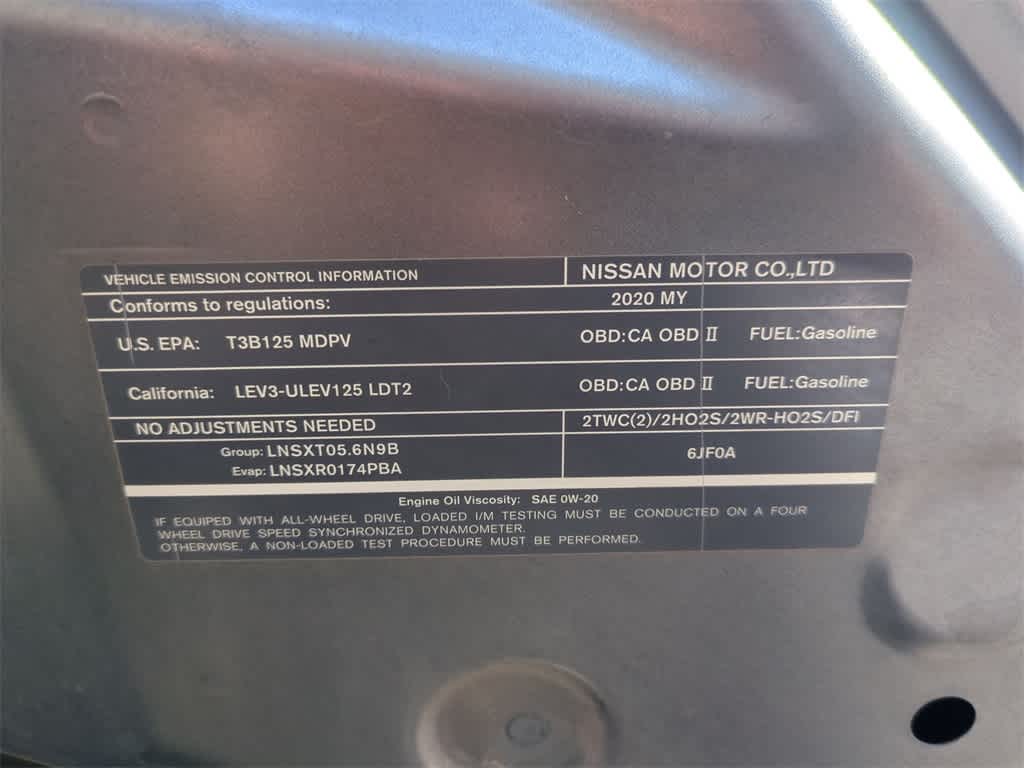 VEHICLE EMISSION CONTROL INFORMATION NISSAN MOTOR CO.,LTD
Conforms to regulations: 2020 MY
U.S. EPA: T3B125 MDPV OBD:CA OBD II FUEL:Gasoline
California: LEV3-ULEV125 LDT2 OBD:CA OBD II FUEL:Gasoline
NO ADJUSTMENTS NEEDED 2TWC(2)/2HO2S/2WR-HO2S/DFI
Group: LNSXT05.6N9B 6JF0A
Evap: LNSXR0174PBA
Engine Oil Viscosity: SAE 0W-20
IF EQUIPED WITH ALL-WHEEL DRIVE, LOADED I/M TESTING MUST BE CONDUCTED ON A FOUR
WHEEL DRIVE SPEED SYNCHRONIZED DYNAMOMETER.
OTHERWISE, A NON-LOADED TEST PROCEDURE MUST BE PERFORMED.